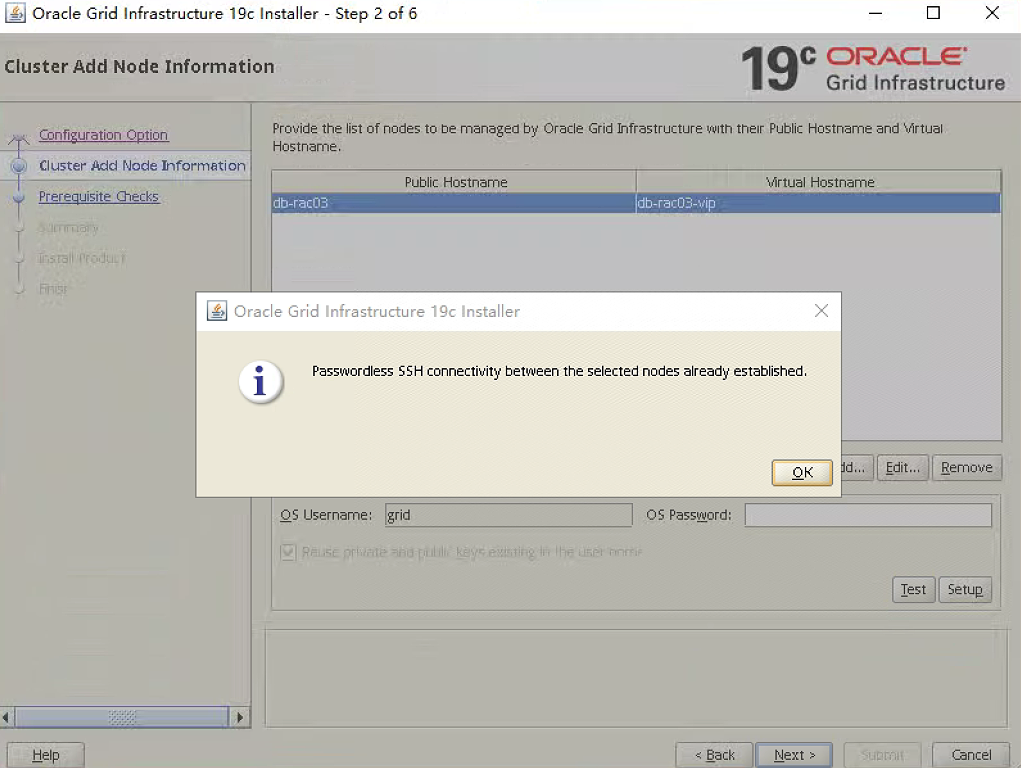 Oracle Grid Infrastructure 19c Installer - Step 2 of 6
Cluster Add Node Information
19c ORACLE
Grid Infrastructure
Configuration Option
Cluster Add Node Information
Prerequisite Checks
Summary
Install Product
Finish
Provide the list of nodes to be managed by Oracle Grid Infrastructure with their Public Hostname and Virtual
Hostname.
Public Hostname Virtual Hostname
db-rac03 db-rac03-vip
Oracle Grid Infrastructure 19c Installer
Passwordless SSH connectivity between the selected nodes already established.
OK
dd... Edit... Remove
OS Username: grid OS Password:
Reuse private and public keys existing in the user home
Test Setup
Help < Back Next > Submit Cancel